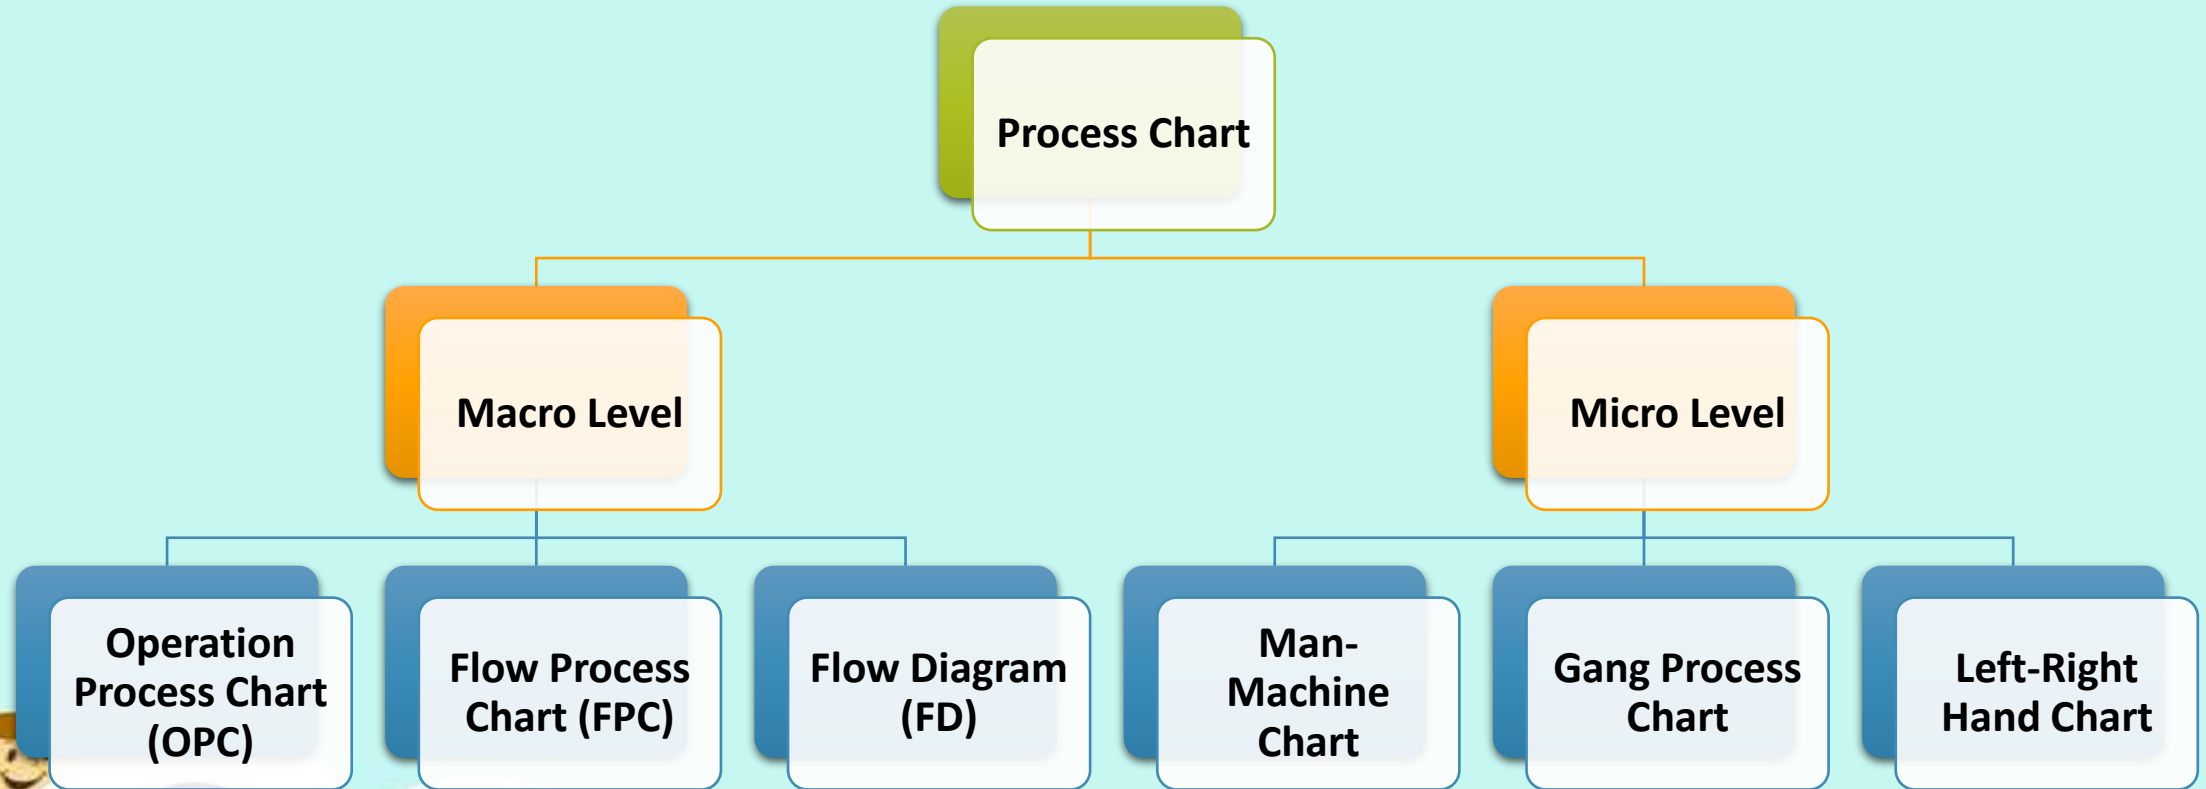 Process Chart
Macro Level
Micro Level
Operation
Process Chart
(OPC)
Flow Process
Chart (FPC)
Flow Diagram
(FD)
Man-
Machine
Chart
Gang Process
Chart
Left-Right
Hand Chart